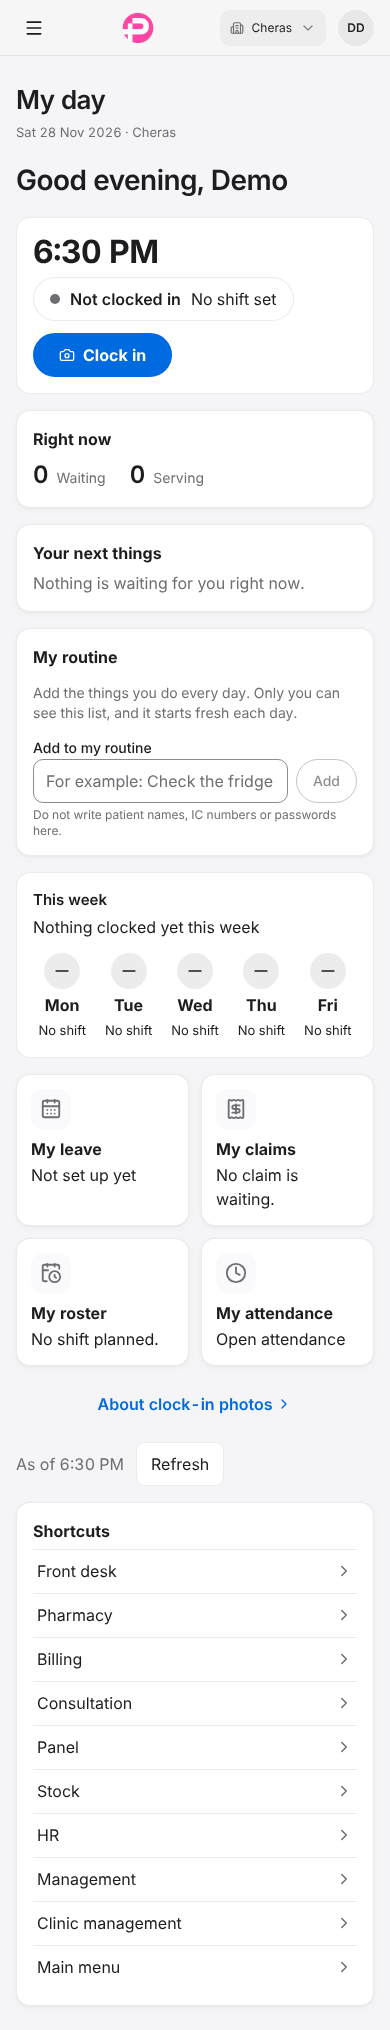 Cheras
DD
My day
Sat 28 Nov 2026 · Cheras
Good evening, Demo
6:30 PM
Not clocked in No shift set
Clock in
Right now
0 Waiting 0 Serving
Your next things
Nothing is waiting for you right now.
My routine
Add the things you do every day. Only you can
see this list, and it starts fresh each day.
Add to my routine
For example: Check the fridge
Add
Do not write patient names, IC numbers or passwords
here.
This week
Nothing clocked yet this week
Mon Tue Wed Thu Fri
No shift No shift No shift No shift No shift
My leave
Not set up yet
My claims
No claim is
waiting.
My roster
No shift planned.
My attendance
Open attendance
About clock-in photos
As of 6:30 PM
Refresh
Shortcuts
Front desk
Pharmacy
Billing
Consultation
Panel
Stock
HR
Management
Clinic management
Main menu